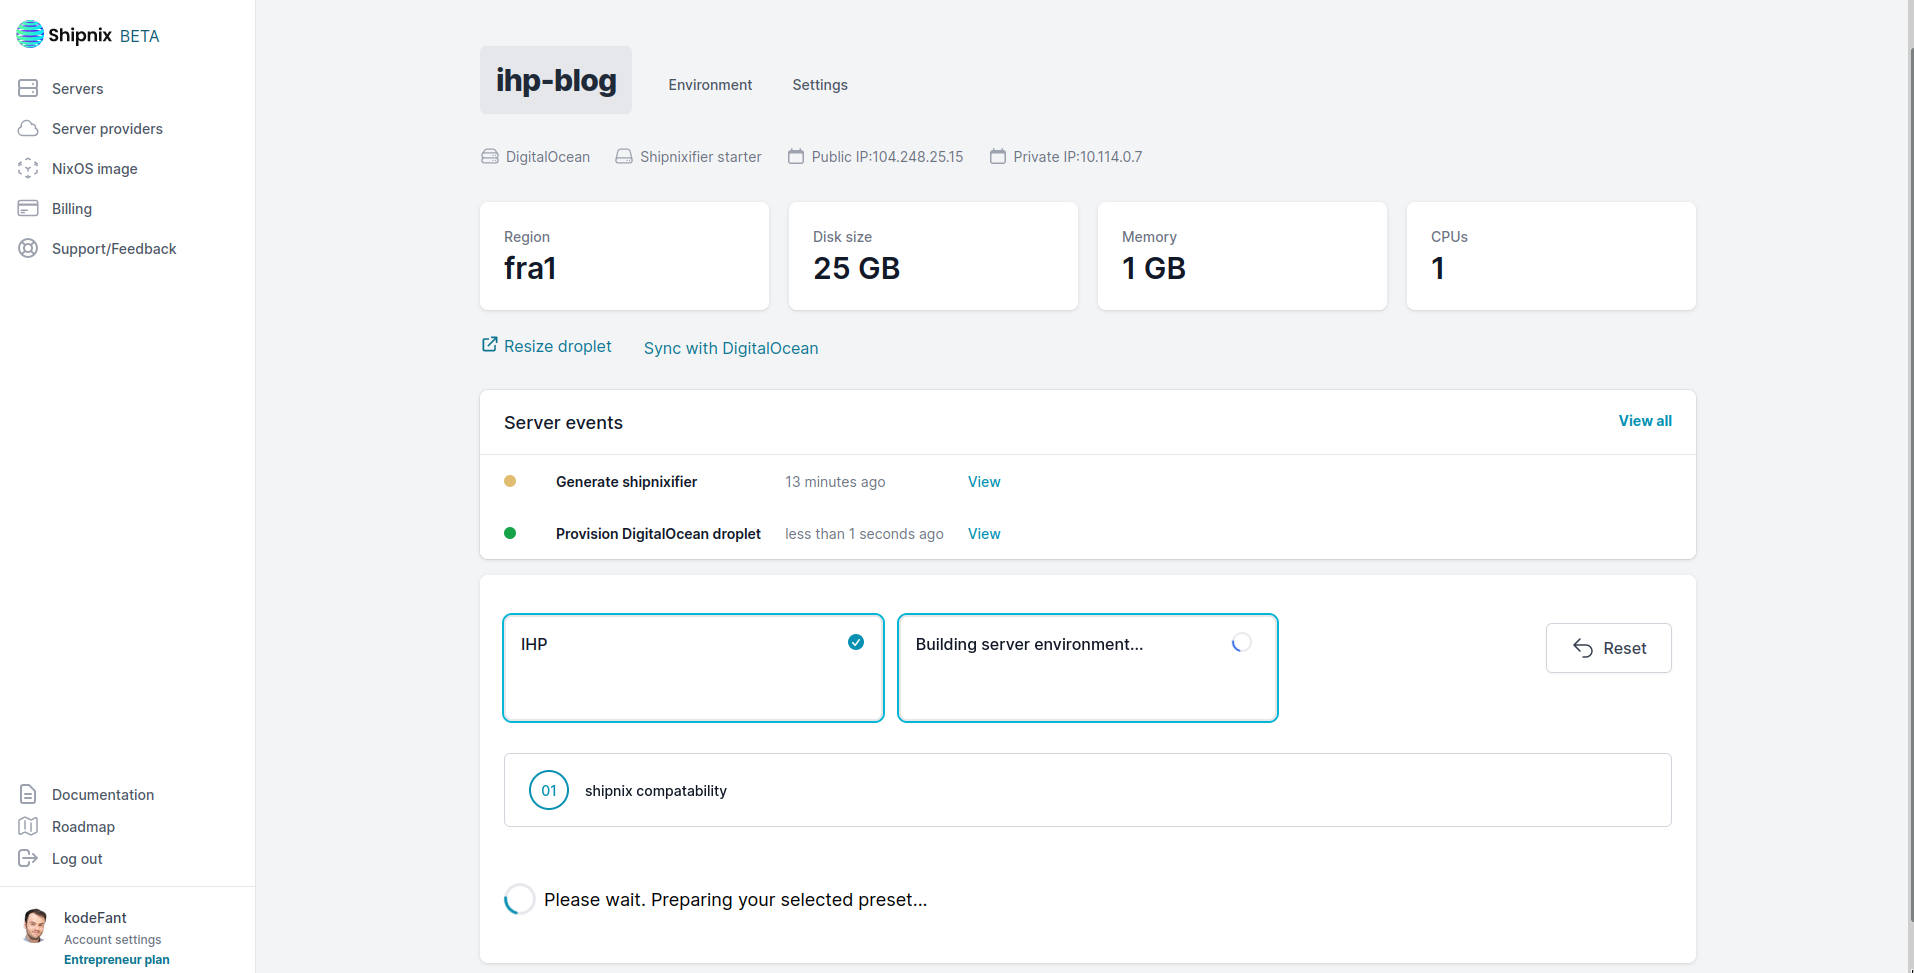 Shipnix BETA
Servers
Server providers
NixOS image
Billing
Support/Feedback
Documentation
Roadmap
Log out
kodeFant
Account settings
Entrepreneur plan
ihp-blog Environment Settings
DigitalOcean Shipnixifier starter Public IP:104.248.25.15 Private IP:10.114.0.7
Region
fra1
Disk size
25 GB
Memory
1 GB
CPUs
1
Resize droplet Sync with DigitalOcean
Server events View all
Generate shipnixifier 13 minutes ago View
Provision DigitalOcean droplet less than 1 seconds ago View
IHP Building server environment... Reset
01 shipnix compatability
Please wait. Preparing your selected preset...